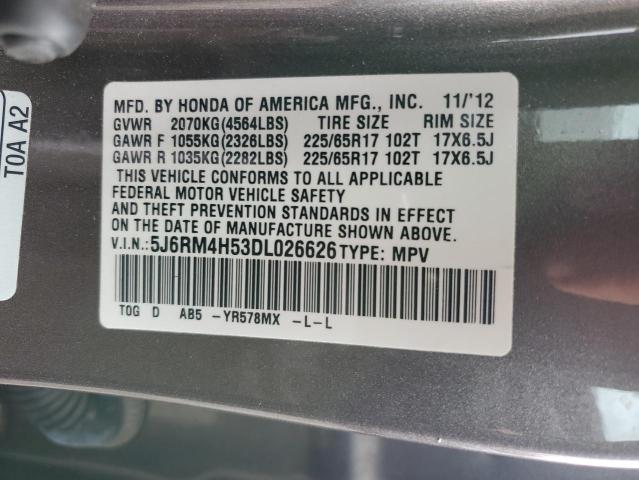 MFD. BY HONDA OF AMERICA MFG., INC. 11/'12
GVWR 2070KG(4564LBS) TIRE SIZE RIM SIZE
GAWR F 1055KG(2326LBS) 225/65R17 102T 17X6.5J
GAWR R 1035KG(2282LBS) 225/65R17 102T 17X6.5J
THIS VEHICLE CONFORMS TO ALL APPLICABLE
FEDERAL MOTOR VEHICLE SAFETY
AND THEFT PREVENTION STANDARDS IN EFFECT
ON THE DATE OF MANUFACTURE SHOWN ABOVE.
V.I.N.:5J6RM4H53DL026626 TYPE: MPV
T0G D AB5 -YR578MX -L-L
T0A A2